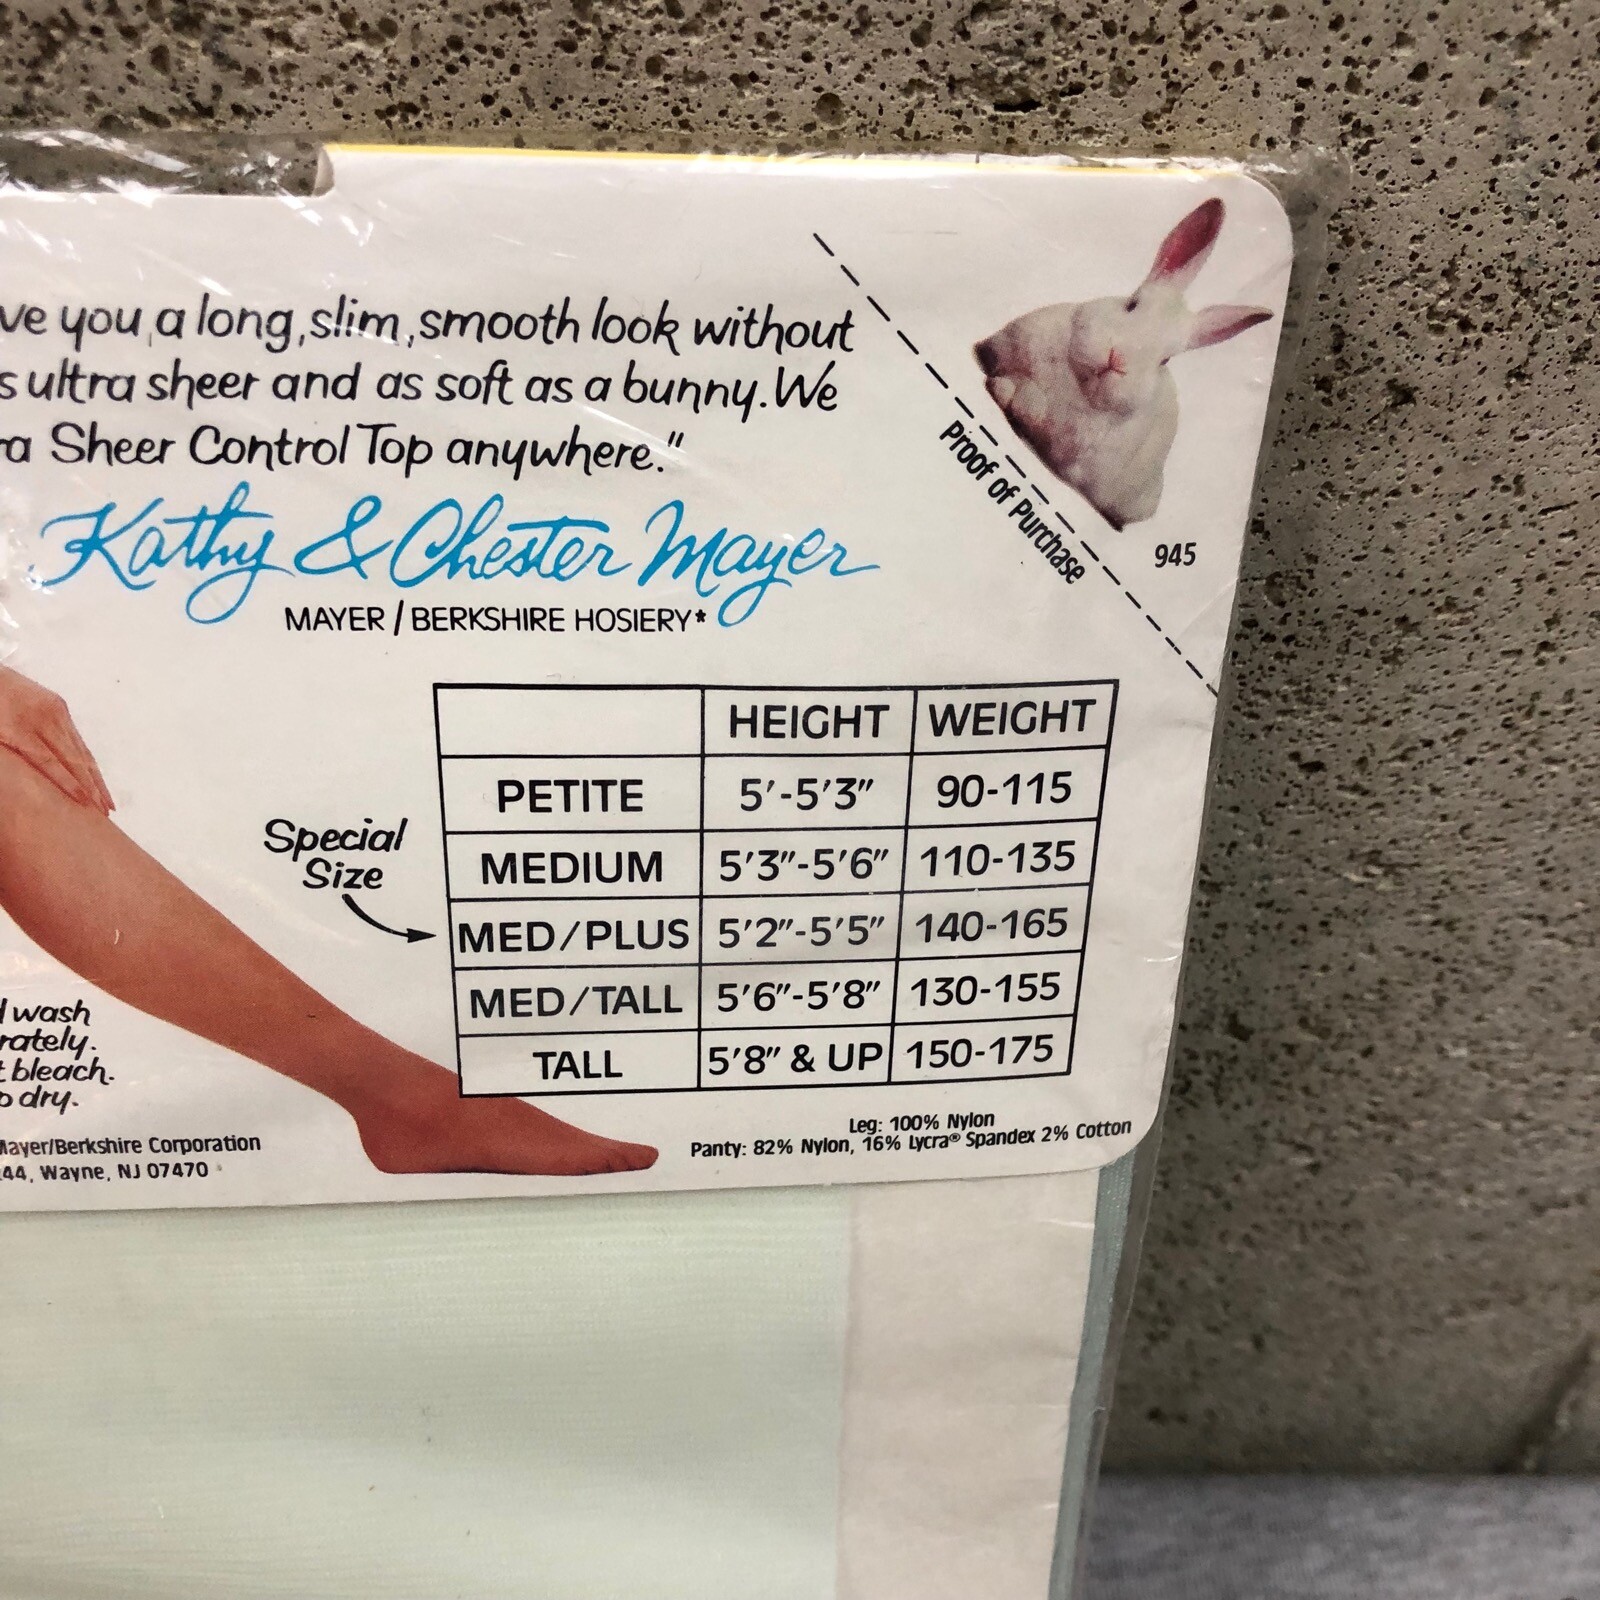 ve you a long, slim, smooth look without
s ultra sheer and as soft as a bunny. We
ra Sheer Control Top anywhere."
Kathy & Chester Mayer
MAYER / BERKSHIRE HOSIERY*
Proof of Purchase
945
HEIGHT WEIGHT
PETITE 5'-5'3" 90-115
MEDIUM 5'3"-5'6" 110-135
Special
Size
MED/PLUS 5'2"-5'5" 140-165
MED/TALL 5'6"-5'8" 130-155
TALL 5'8" & UP 150-175
wash
rately.
t bleach.
dry.
Mayer/Berkshire Corporation
44, Wayne, NJ 07470
Leg: 100% Nylon
Panty: 82% Nylon, 16% Lycra® Spandex 2% Cotton